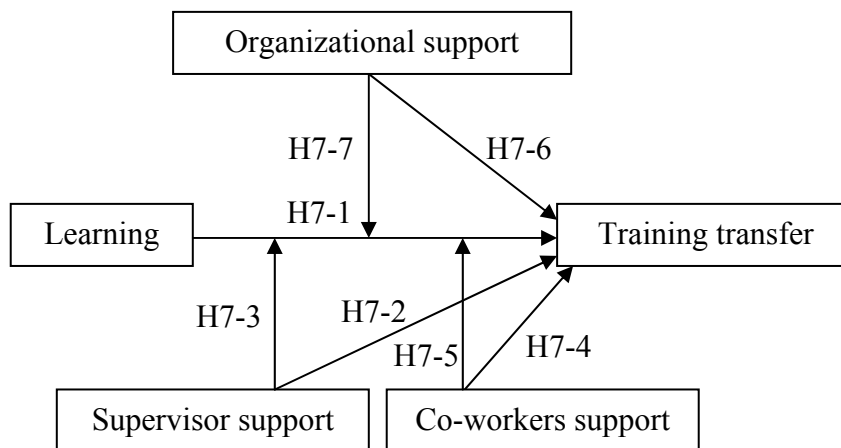 Organizational support
H7-7
H7-6
H7-1
Learning
Training transfer
H7-3
H7-2
H7-5
H7-4
Supervisor support
Co-workers support